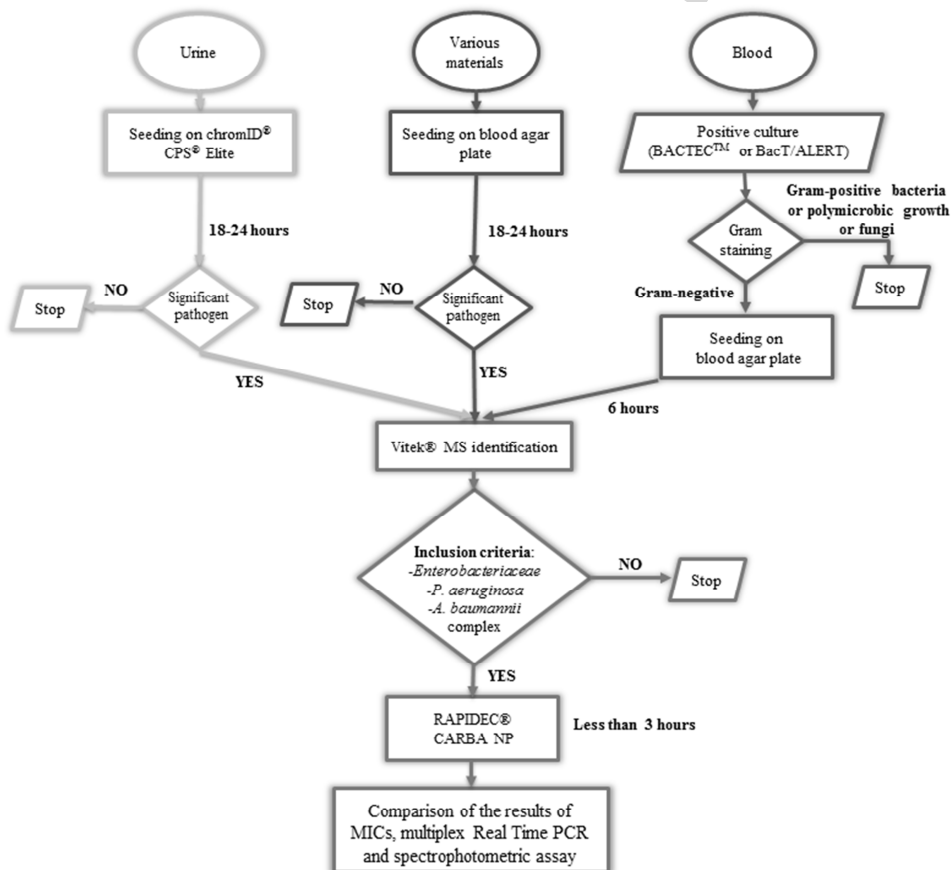 Urine
Various
materials
Blood
Seeding on chromID®
CPS® Elite
Seeding on blood agar
plate
Positive culture
(BACTEC™ or BacT/ALERT)
Gram-positive bacteria
or polymicrobic growth
or fungi
18-24 hours
18-24 hours
Gram
staining
Stop
NO
Significant
pathogen
Stop
NO
Significant
pathogen
Gram-negative
Stop
Seeding on
blood agar plate
YES
YES
6 hours
Vitek® MS identification
Inclusion criteria:
-Enterobacteriaceae
-P. aeruginosa
-A. baumannii
complex
NO
Stop
YES
RAPIDEC®
CARBA NP
Less than 3 hours
Comparison of the results of
MICs, multiplex Real Time PCR
and spectrophotometric assay